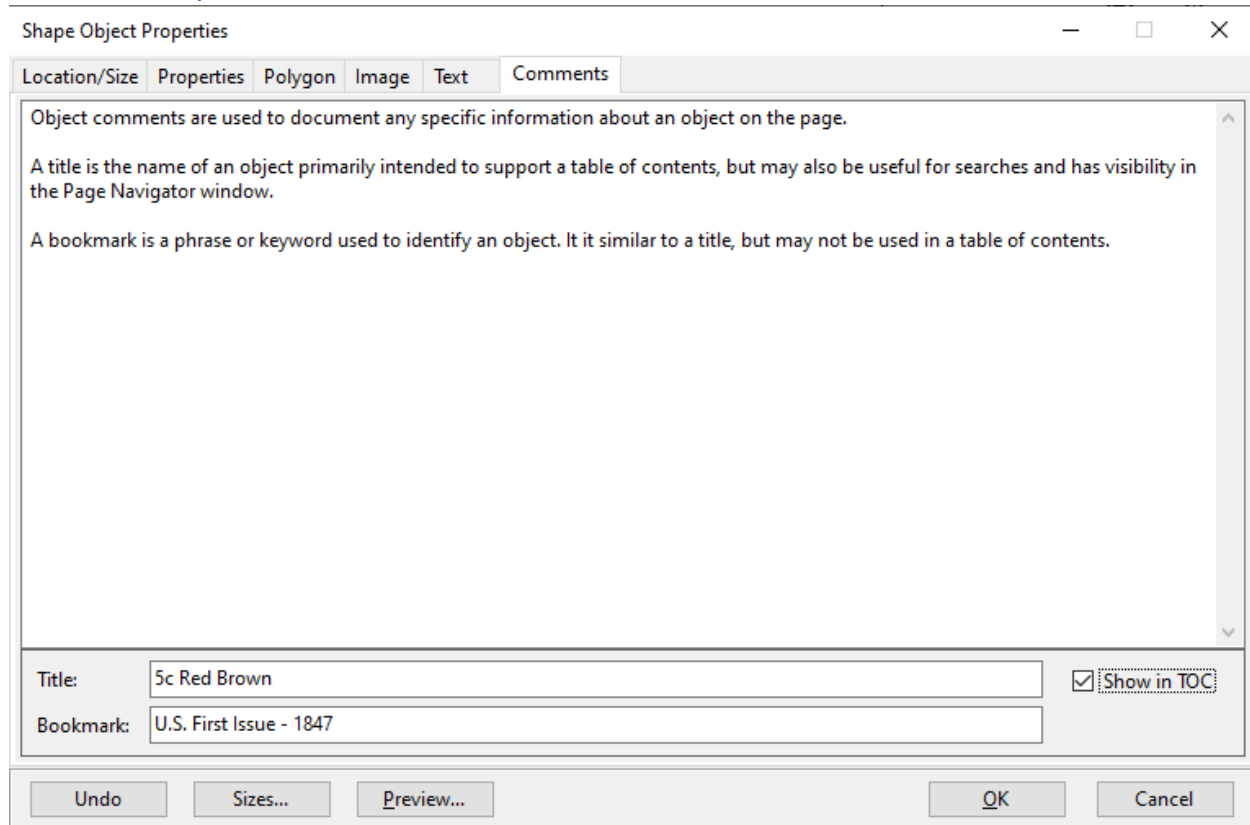 Shape Object Properties
Location/Size Properties Polygon Image Text Comments
Object comments are used to document any specific information about an object on the page.
A title is the name of an object primarily intended to support a table of contents, but may also be useful for searches and has visibility in
the Page Navigator window.
A bookmark is a phrase or keyword used to identify an object. It it similar to a title, but may not be used in a table of contents.
Title: 5c Red Brown Show in TOC
Bookmark: U.S. First Issue - 1847
Undo Sizes... Preview... OK Cancel